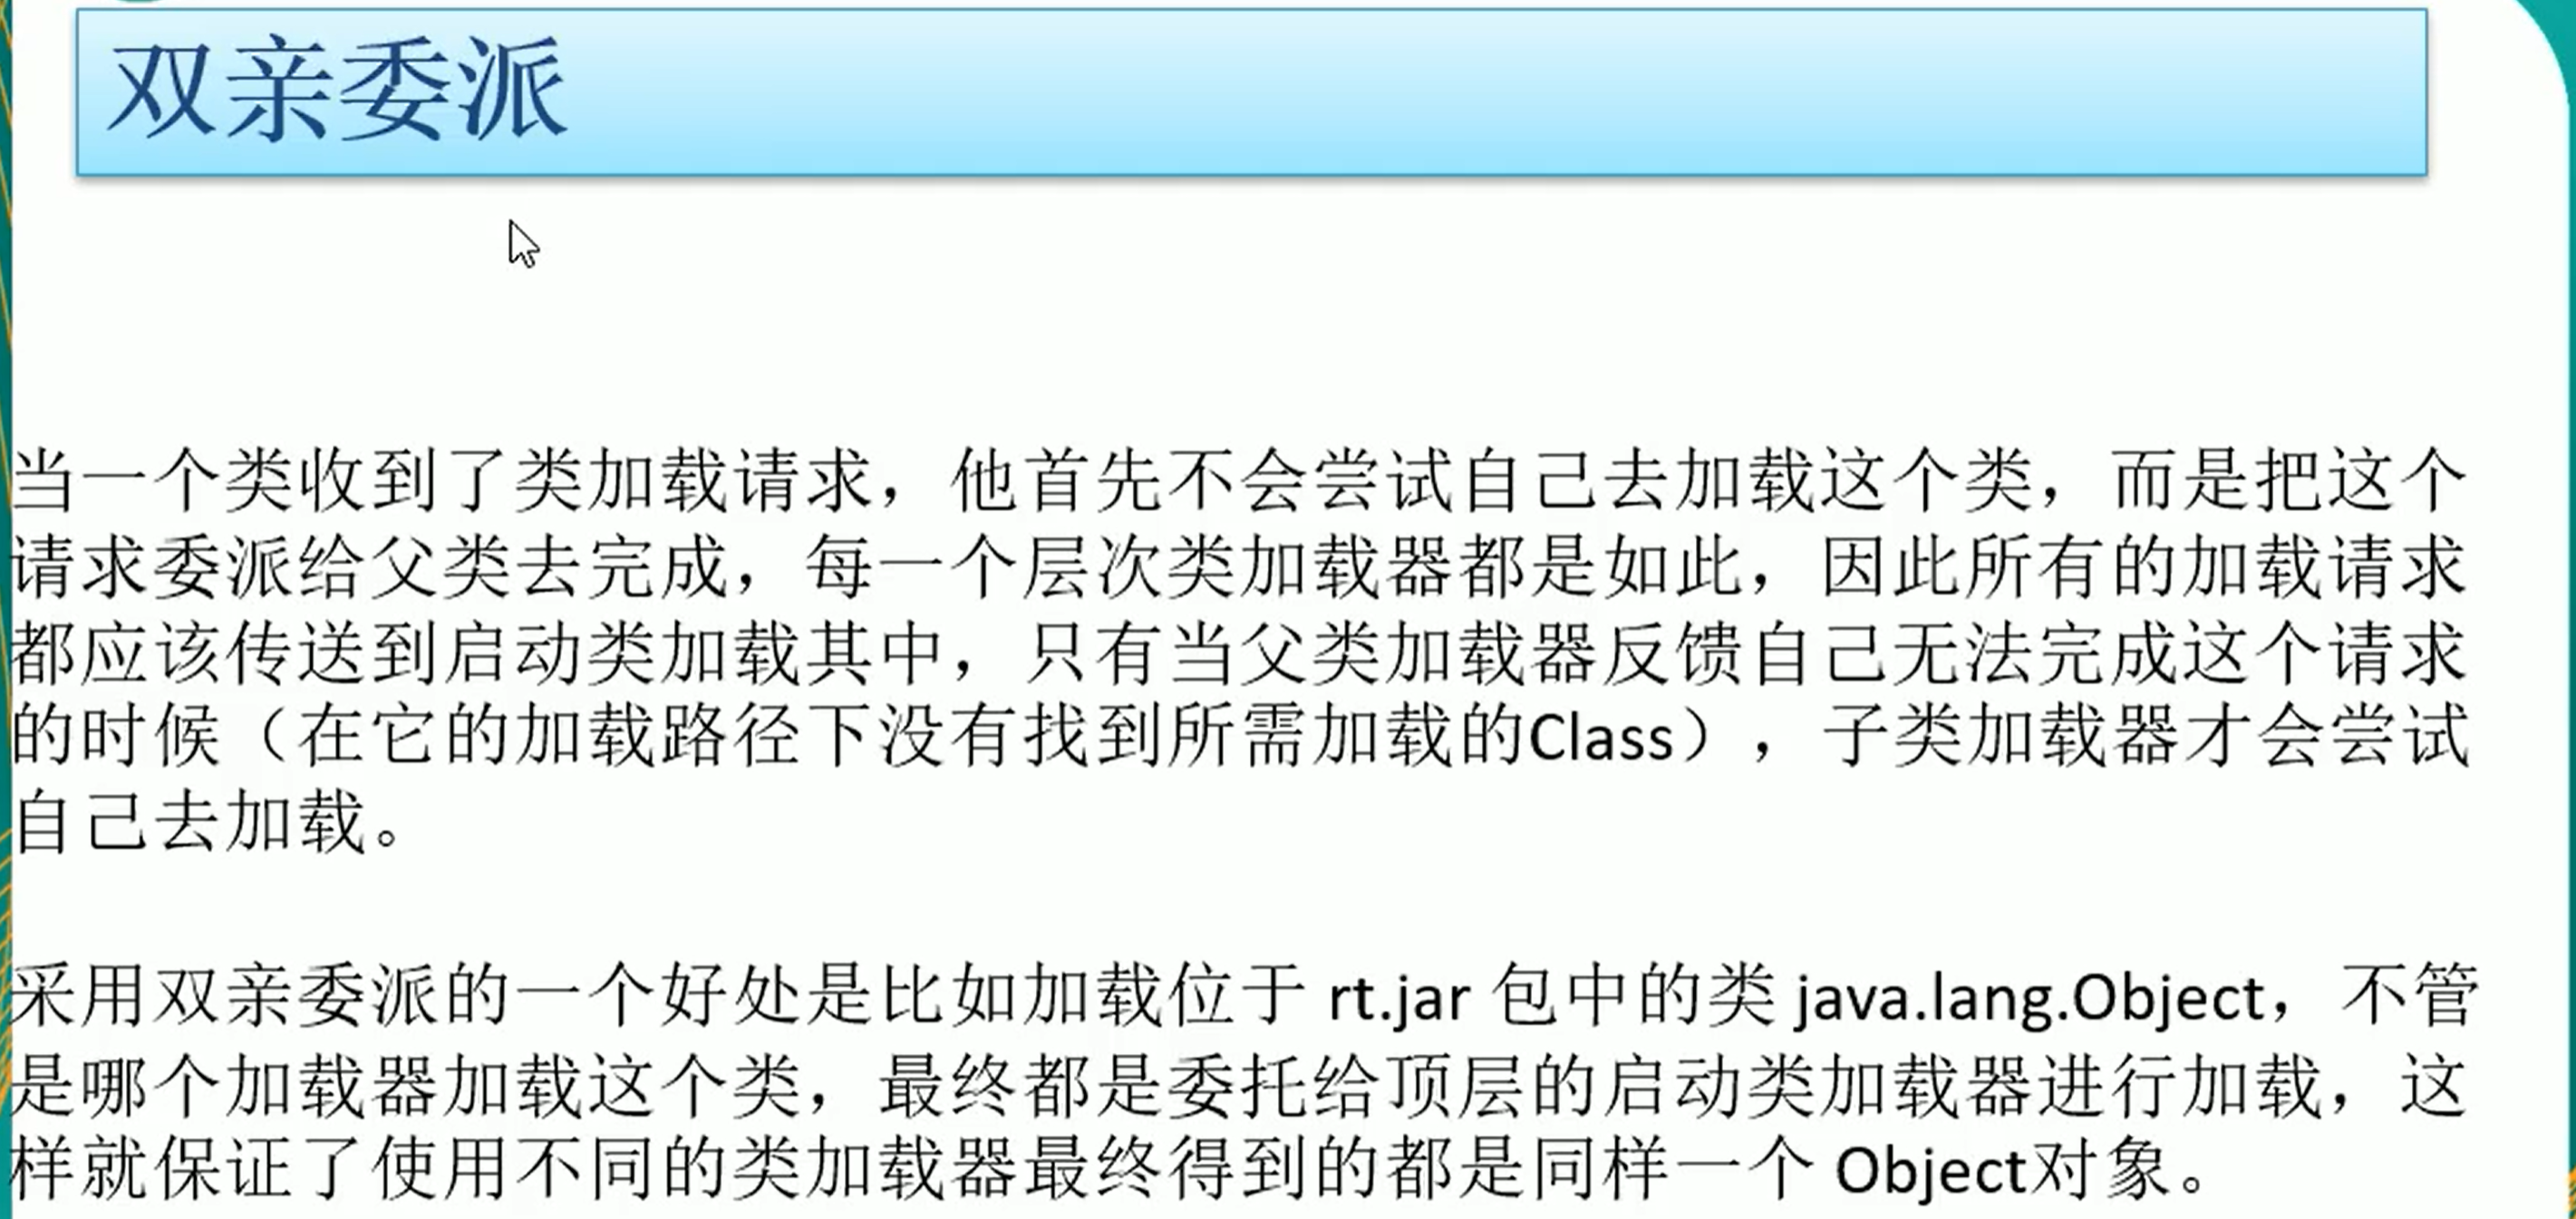 双亲委派
当一个类收到了类加载请求，他首先不会尝试自己去加载这个类，而是把这个
请求委派给父类去完成，每一个层次类加载器都是如此，因此所有的加载请求
都应该传送到启动类加载其中，只有当父类加载器反馈自己无法完成这个请求
的时候（在它的加载路径下没有找到所需加载的Class），子类加载器才会尝试
自己去加载。
采用双亲委派的一个好处是比如加载位于 rt.jar 包中的类 java.lang.Object，不管
是哪个加载器加载这个类，最终都是委托给顶层的启动类加载器进行加载，这
样就保证了使用不同的类加载器最终得到的都是同样一个 Object对象。